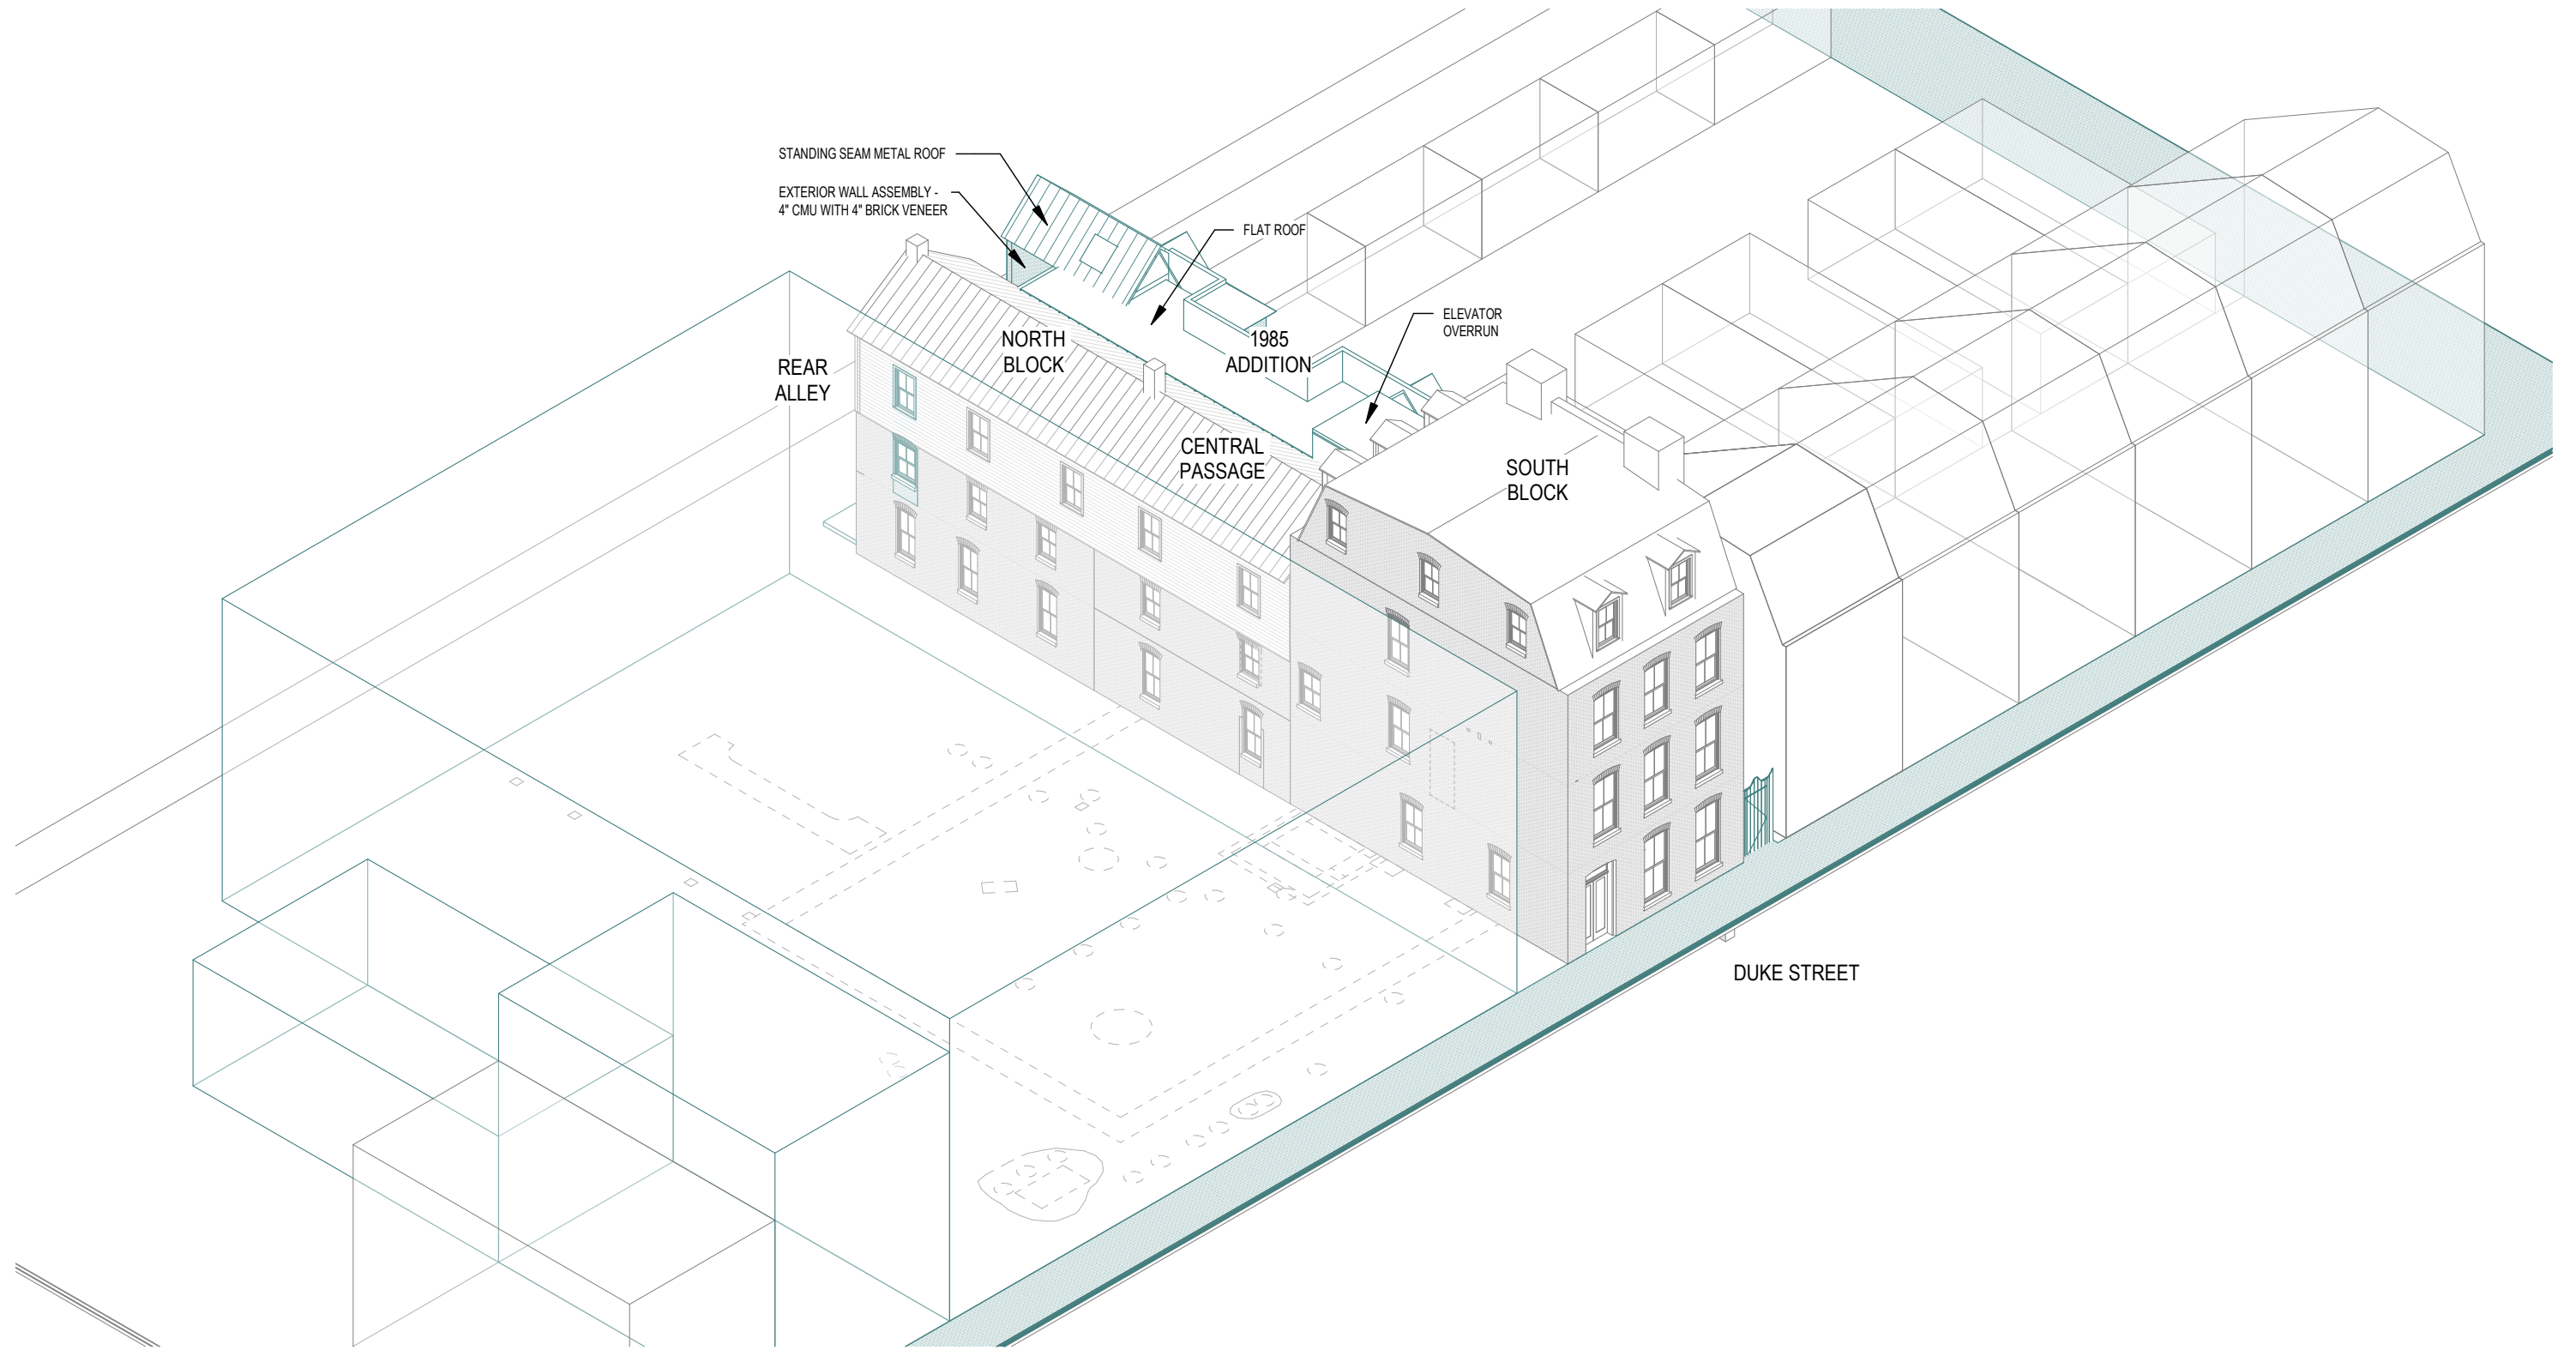 STANDING SEAM METAL ROOF
EXTERIOR WALL ASSEMBLY -
4" CMU WITH 4" BRICK VENEER
FLAT ROOF
ELEVATOR
OVERRUN
NORTH
BLOCK
1985
ADDITION
REAR
ALLEY
CENTRAL
PASSAGE
SOUTH
BLOCK
DUKE STREET